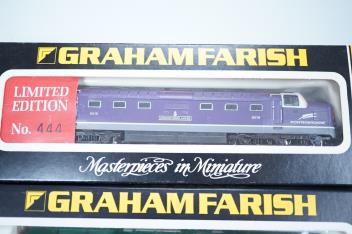 GRAHAM FARISH
LIMITED
EDITION
No. 444
Masterpieces in Miniature
GRAHAM FARISH